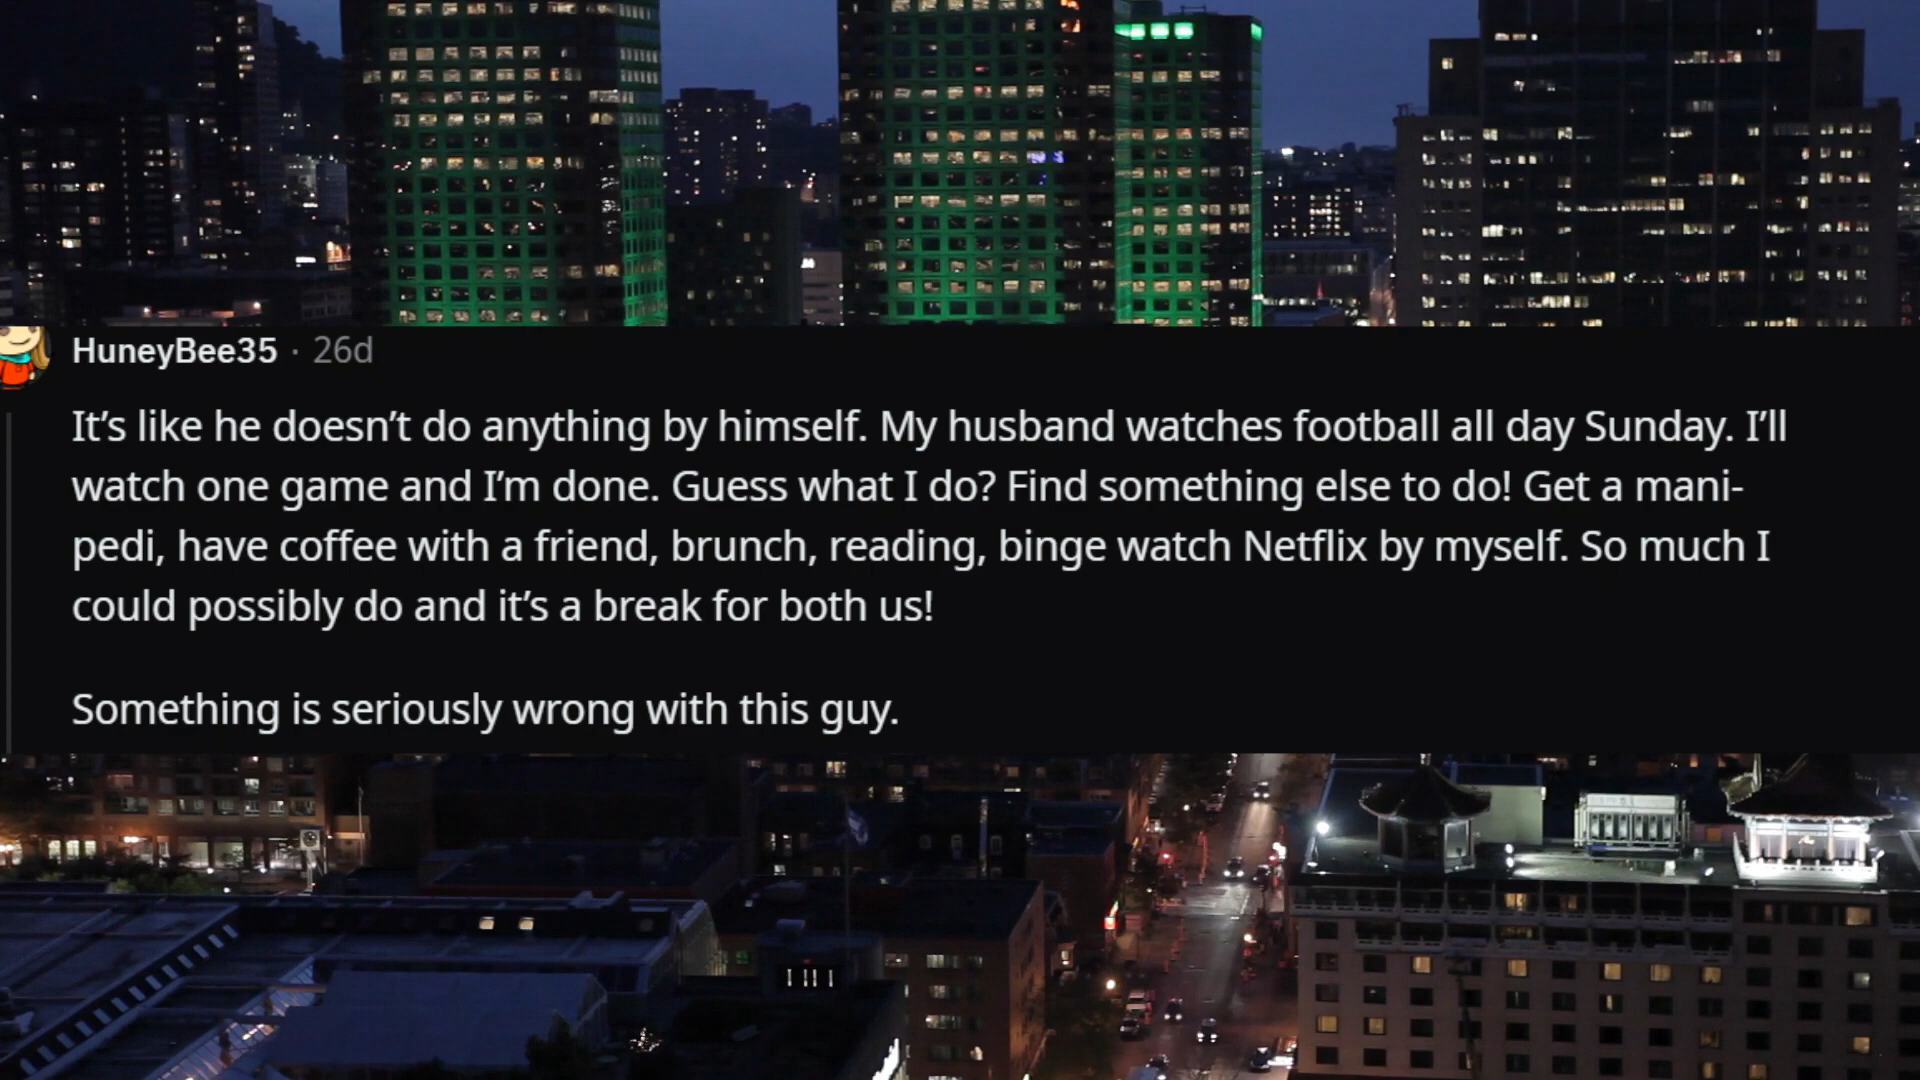 HuneyBee35 · 26d
It’s like he doesn’t do anything by himself. My husband watches football all day Sunday. I’ll
watch one game and I’m done. Guess what I do? Find something else to do! Get a mani-
pedi, have coffee with a friend, brunch, reading, binge watch Netflix by myself. So much I
could possibly do and it’s a break for both us!
Something is seriously wrong with this guy.